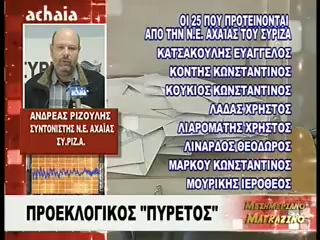 achaia
ΟΙ 25 ΠΟΥ ΠΡΟΤΕΙΝΟΝΤΑΙ
ΑΠΟ ΤΗΝ Ν.Ε. ΑΧΑΪΑΣ ΤΟΥ ΣΥΡΙΖΑ
ΚΑΤΣΑΚΟΥΛΗΣ ΕΥΑΓΓΕΛΟΣ
ΚΟΝΤΗΣ ΚΩΝΣΤΑΝΤΙΝΟΣ
ΚΟΥΚΙΟΣ ΚΩΝΣΤΑΝΤΙΝΟΣ
ΛΑΔΑΣ ΧΡΗΣΤΟΣ
ΛΙΑΡΟΜΑΤΗΣ ΧΡΗΣΤΟΣ
ΛΙΝΑΡΔΟΣ ΘΕΟΔΩΡΟΣ
ΜΑΡΚΟΥ ΚΩΝΣΤΑΝΤΙΝΟΣ
ΜΟΥΡΙΚΗΣ ΙΕΡΟΘΕΟΣ
ΑΝΔΡΕΑΣ ΡΙΖΟΥΛΗΣ
ΣΥΝΤΟΝΙΣΤΗΣ Ν.Ε. ΑΧΑΪΑΣ
ΣΥ.ΡΙΖ.Α.
ΠΡΟΕΚΛΟΓΙΚΟΣ "ΠΥΡΕΤΟΣ"
ΜΕΣΗΜΕΡΙΑΝΟ
ΜΑΓΚΑΖΙΝΟ